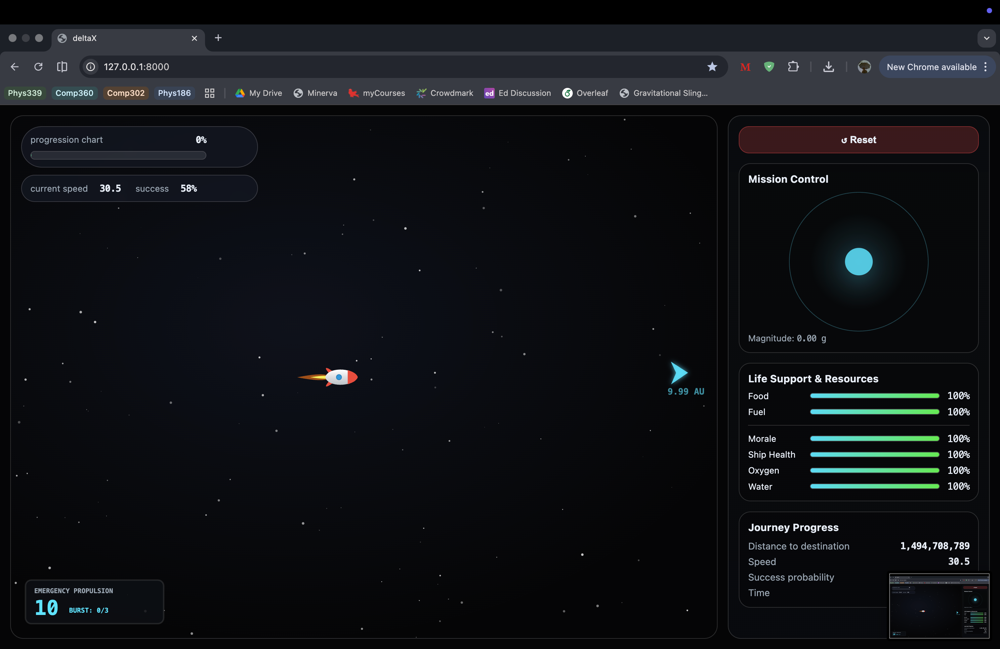 deltaX
127.0.0.1:8000
New Chrome available
Phys339 Comp360 Comp302 Phys186 My Drive Minerva myCourses Crowdmark ed Ed Discussion Overleaf Gravitational Sling...
progression chart 0%
current speed 30.5 success 58%
9.99 AU
EMERGENCY PROPULSION
10 BURST: 0/3
↺ Reset
Mission Control
Magnitude: 0.00 g
Life Support & Resources
Food 100%
Fuel 100%
Morale 100%
Ship Health 100%
Oxygen 100%
Water 100%
Journey Progress
Distance to destination 1,494,708,789
Speed 30.5
Success probability
Time